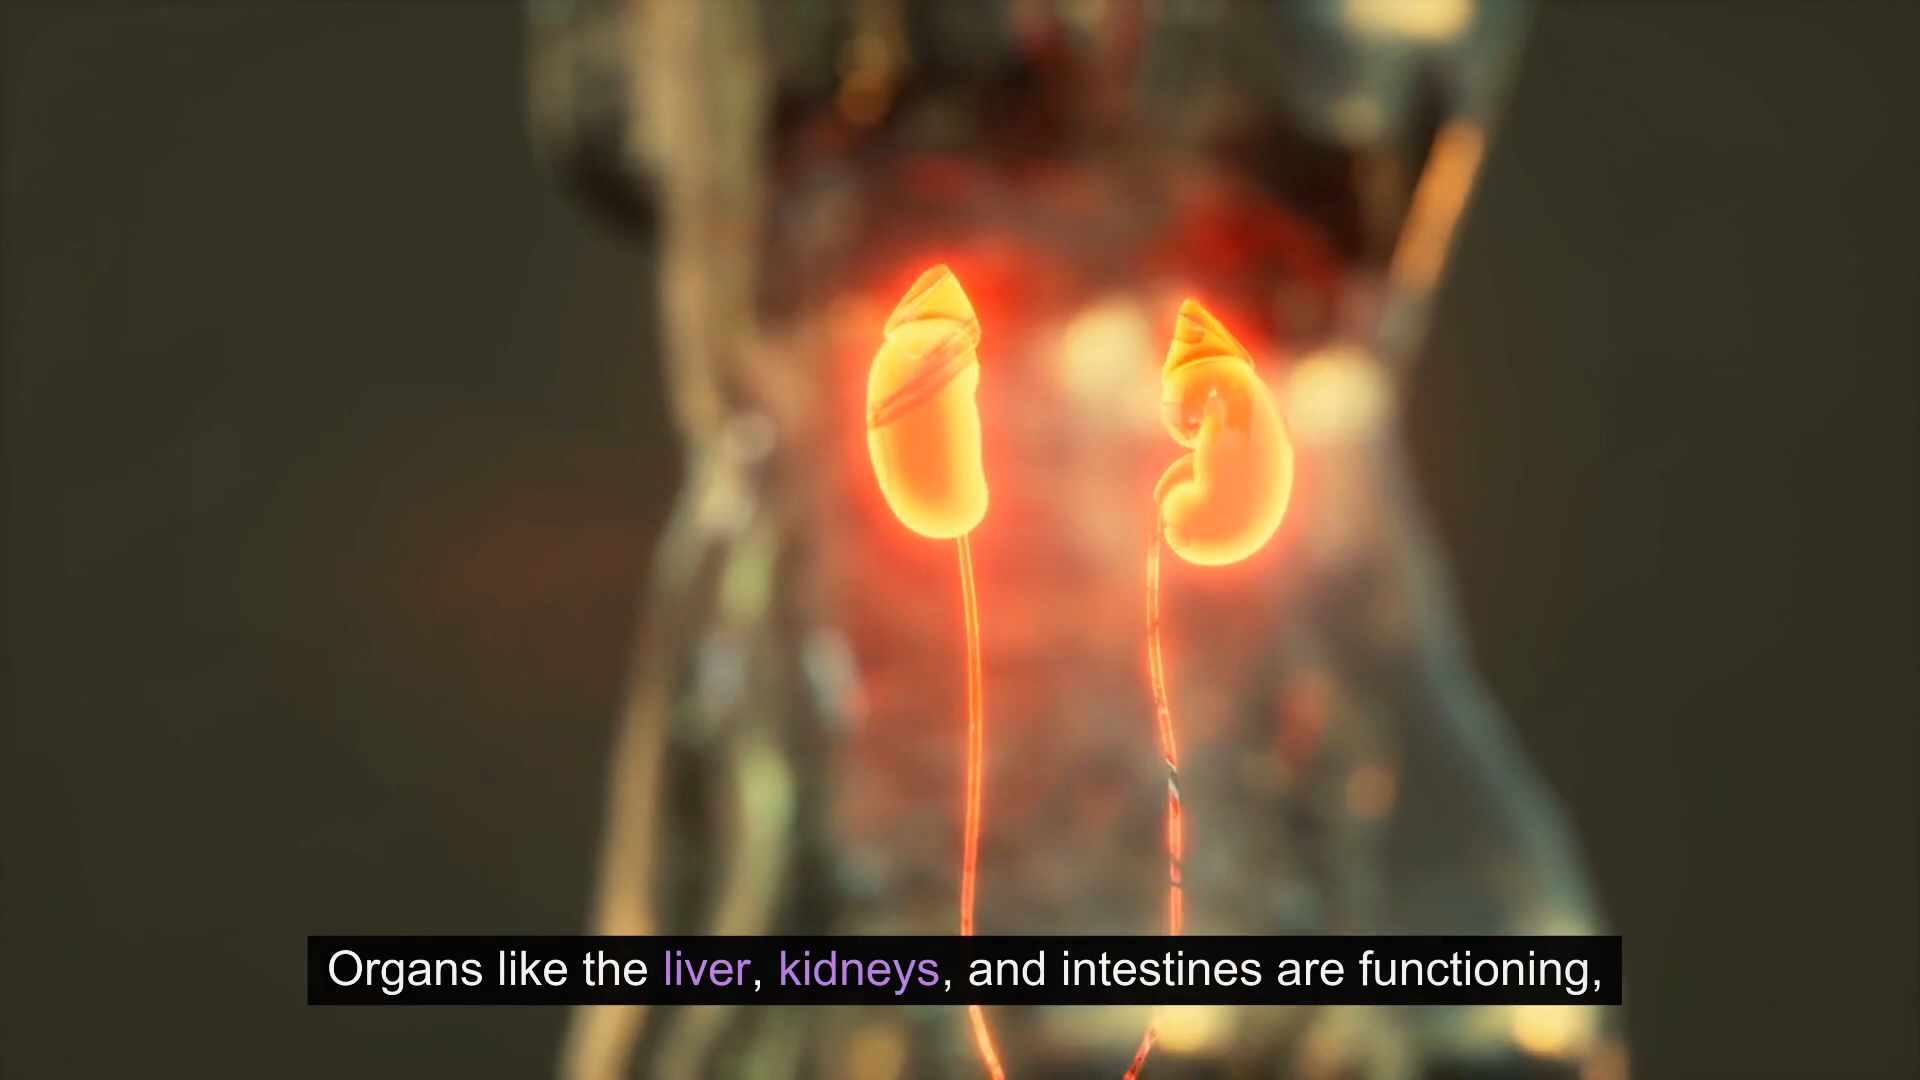 Organs like the liver, kidneys, and intestines are functioning,